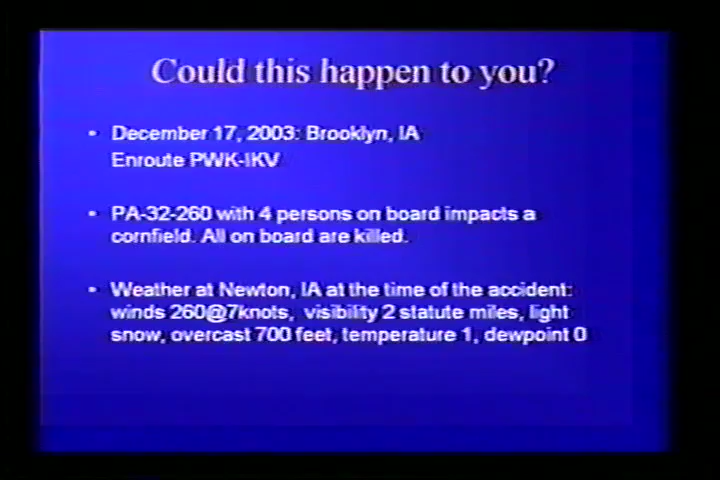 Could this happen to you?
• December 17, 2003: Brooklyn, IA
Enroute PWK-IKV
• PA-32-260 with 4 persons on board impacts a
cornfield. All on board are killed.
• Weather at Newton, IA at the time of the accident:
winds 260@7knots, visibility 2 statute miles, light
snow, overcast 700 feet, temperature 1, dewpoint 0